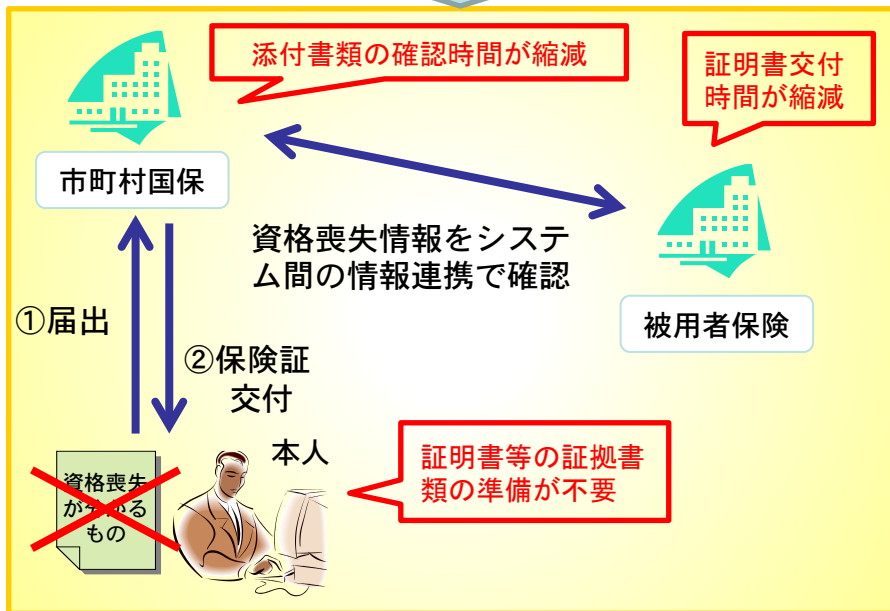 添付書類の確認時間が縮減
証明書交付
時間が縮減
市町村国保
資格喪失情報をシステ
ム間の情報連携で確認
被用者保険
①届出
②保険証
交付
本人
資格喪失
が分かる
もの
証明書等の証拠書
類の準備が不要